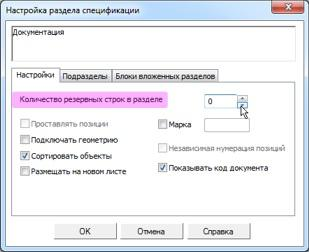 Настройка раздела спецификации
Документация
Настройки Подразделы Блоки вложенных разделов
Количество резервных строк в разделе 0
Проставлять позиции Марка
Подключать геометрию
Независимая нумерация позиций
Сортировать объекты
Показывать код документа
Размещать на новом листе
OK Отмена Справка